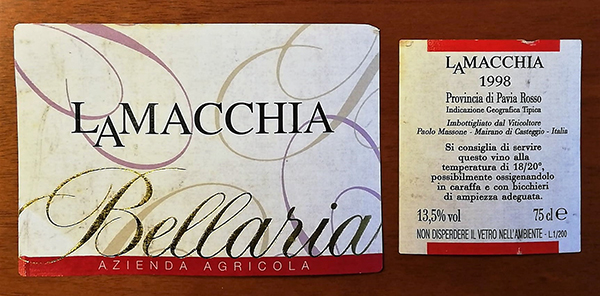 LAMACCHIA
Bellaria
AZIENDA AGRICOLA
LAMACCHIA
1998
Provincia di Pavia Rosso
Indicazione Geografica Tipica
Imbottigliato dal Viticoltore
Paolo Massone - Mairano di Casteggio - Italia
Si consiglia di servire
questo vino alla
temperatura di 18/20°,
possibilmente ossigenandolo
in caraffa e con bicchieri
di ampiezza adeguata.
13,5% vol 75 cl ℮
NON DISPERDERE IL VETRO NELL'AMBIENTE - L.1/200